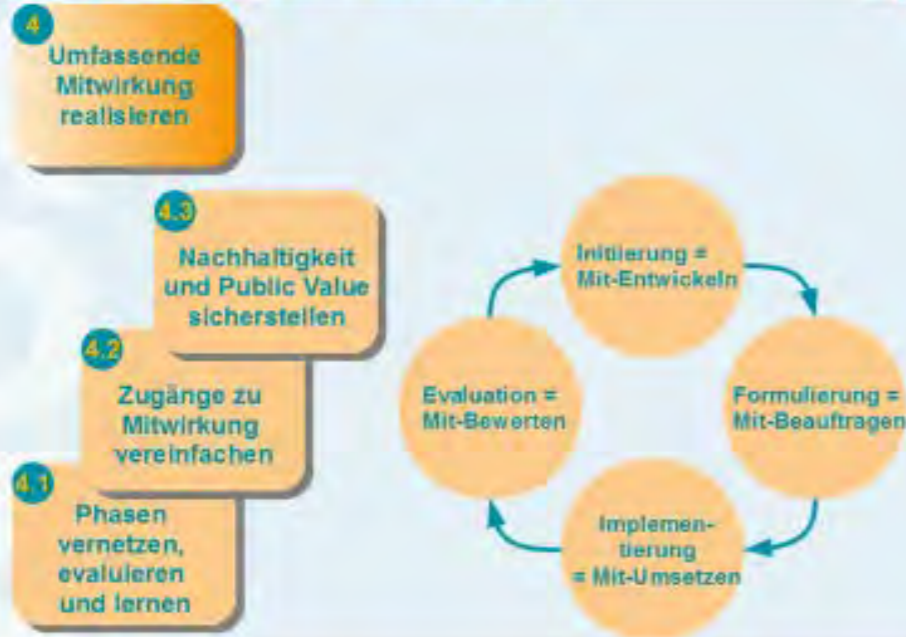 4
Umfassende
Mitwirkung
realisieren
4.3
Nachhaltigkeit
und Public Value
sicherstellen
4.2
Zugänge zu
Mitwirkung
vereinfachen
4.1
Phasen
vernetzen,
evaluieren
und lernen
Initiierung =
Mit-Entwickeln
Formulierung =
Mit-Beauftragen
Implemen-
tierung
= Mit-Umsetzen
Evaluation =
Mit-Bewerten